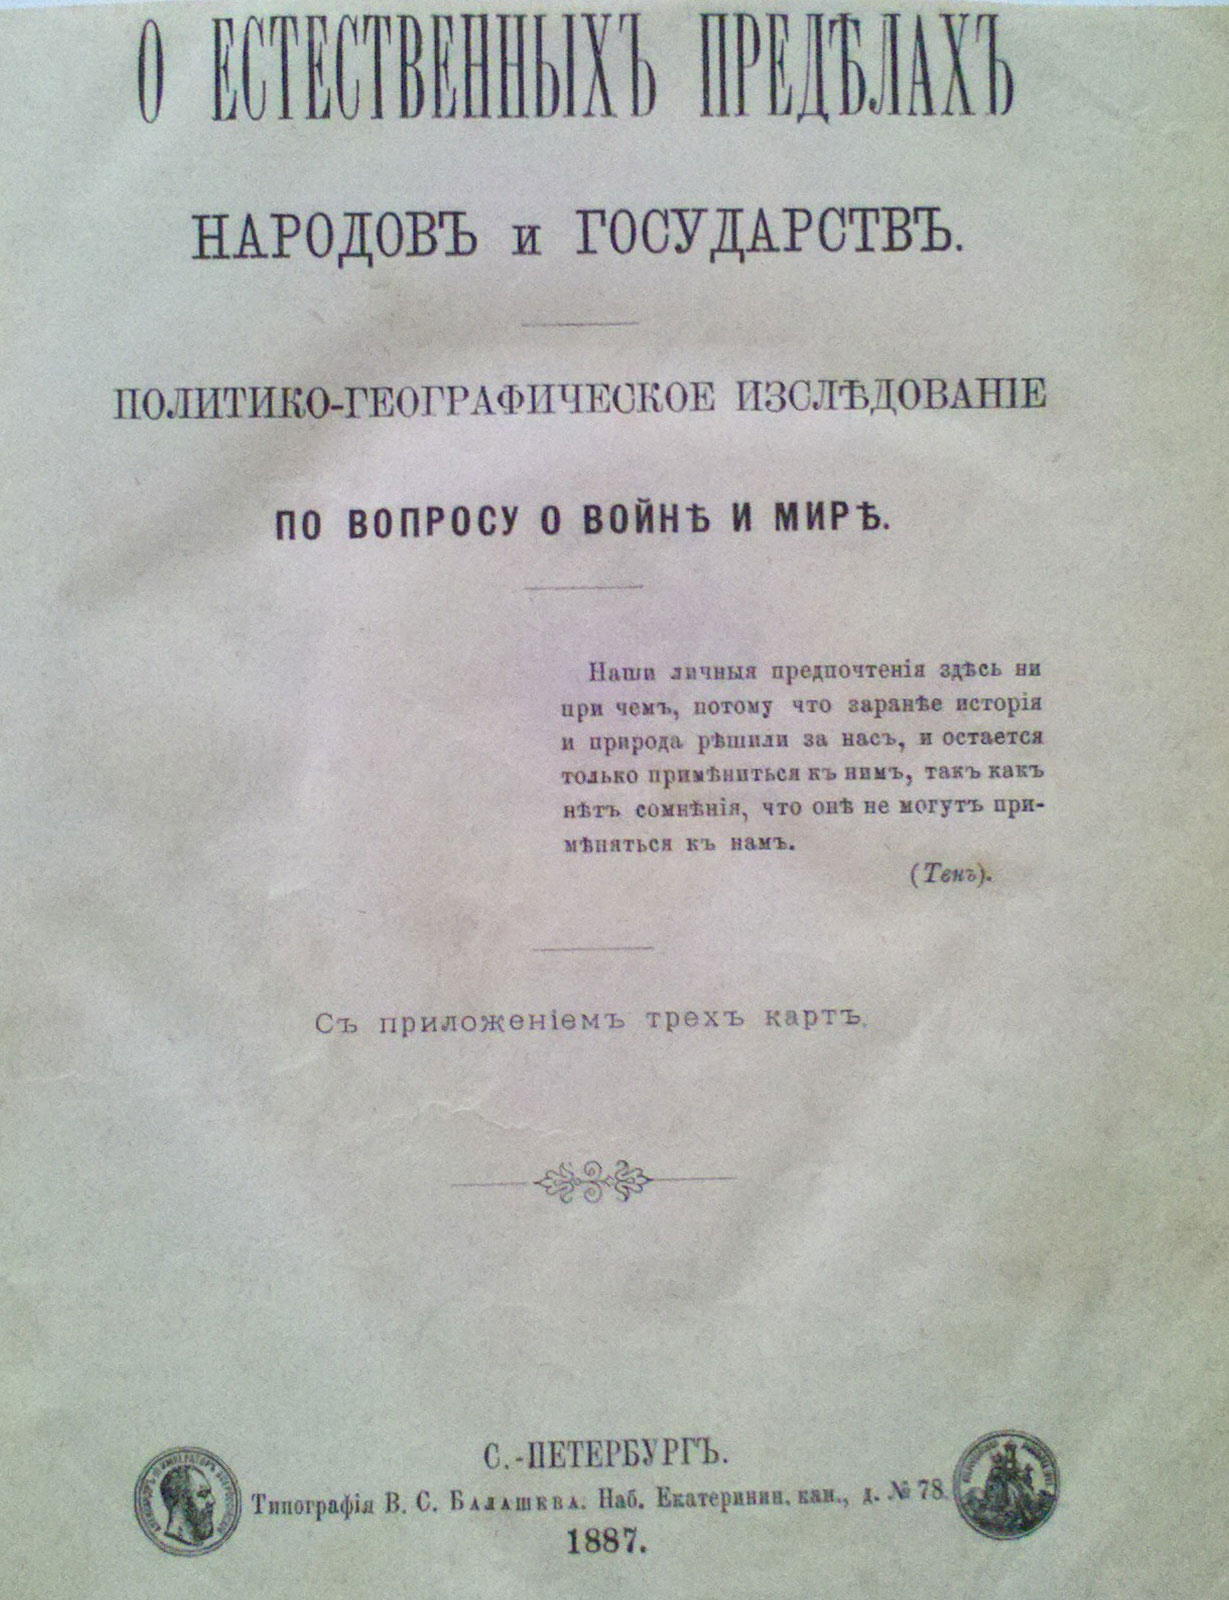 О ЕСТЕСТВЕННЫХЪ ПРЕДѢЛАХЪ
НАРОДОВЪ и ГОСУДАРСТВЪ.
ПОЛИТИКО-ГЕОГРАФИЧЕСКОЕ ИЗСЛѢДОВАНІЕ
ПО ВОПРОСУ О ВОЙНѢ И МИРѢ.
Наши личныя предпочтенія здѣсь ни
при чемъ, потому что заранѣе исторія
и природа рѣшили за насъ, и остается
только примѣниться къ нимъ, такъ какъ
нѣтъ сомнѣнія, что онѣ не могутъ при-
мѣняться къ намъ.
(Тенъ).
Съ приложеніемъ трехъ картъ.
С.-ПЕТЕРБУРГЪ.
Типографія В. С. БАЛАШЕВА. Наб. Екатеринин. кан., д. № 78.
1887.